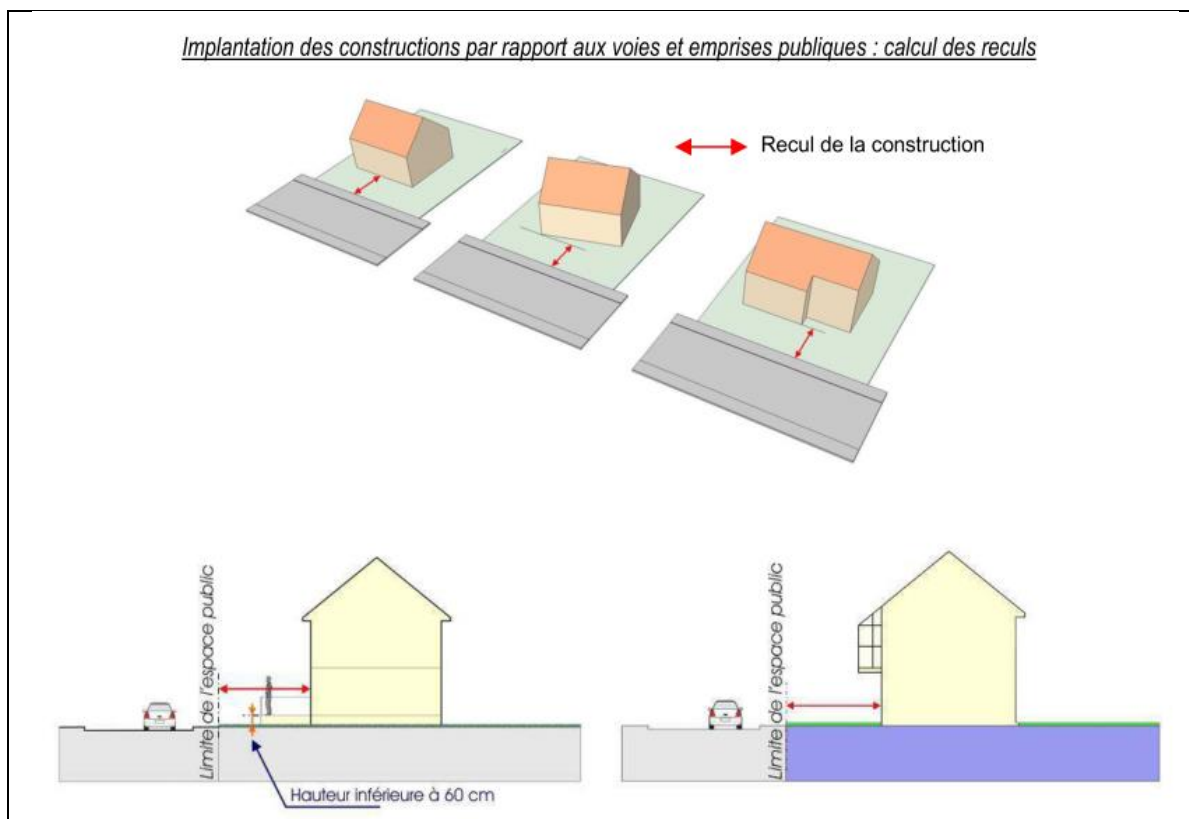 Implantation des constructions par rapport aux voies et emprises publiques : calcul des reculs
Recul de la construction
Limite de l'espace public
Hauteur inférieure à 60 cm
Limite de l'espace public